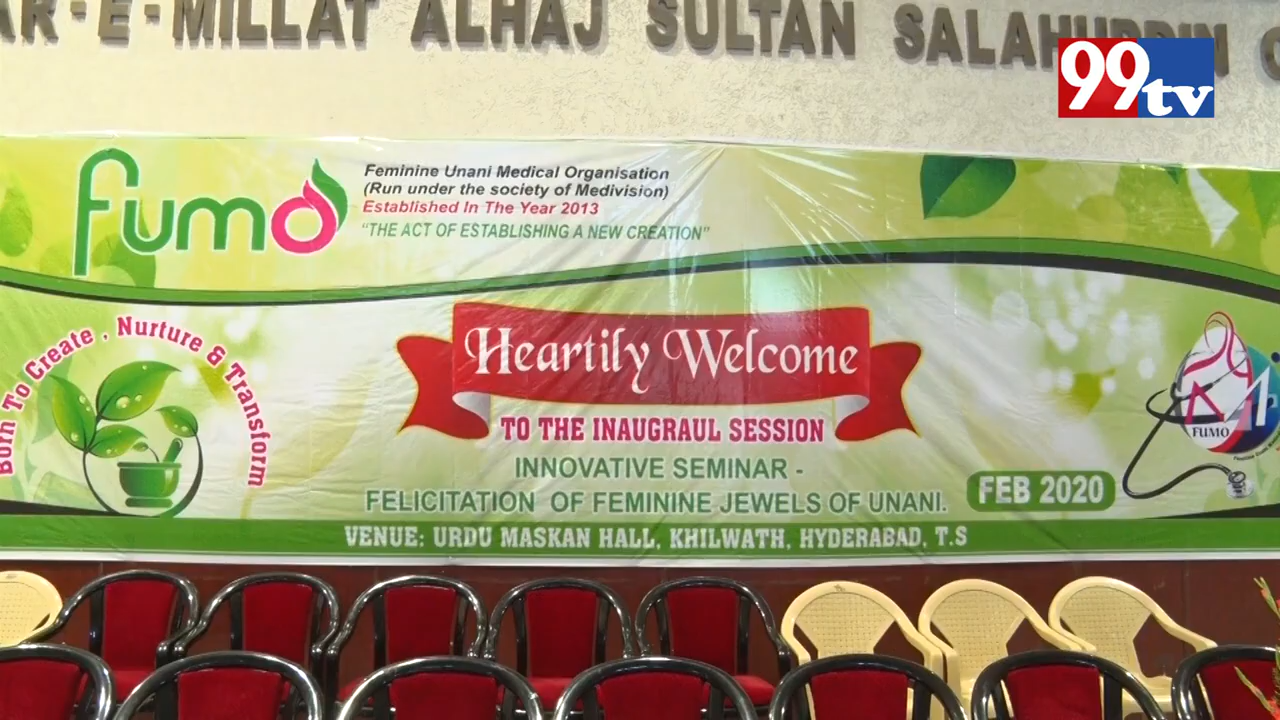 AR-E-MILLAT ALHAJ SULTAN SALAHUDDIN O
99tv
fumo
Feminine Unani Medical Organisation
(Run under the society of Medivision)
Established In The Year 2013
"THE ACT OF ESTABLISHING A NEW CREATION"
Born To Create , Nurture & Transform
Heartily Welcome
TO THE INAUGRAUL SESSION
INNOVATIVE SEMINAR -
FELICITATION OF FEMININE JEWELS OF UNANI.
FEB 2020
FUMO
VENUE: URDU MASKAN HALL, KHILWATH, HYDERABAD, T.S